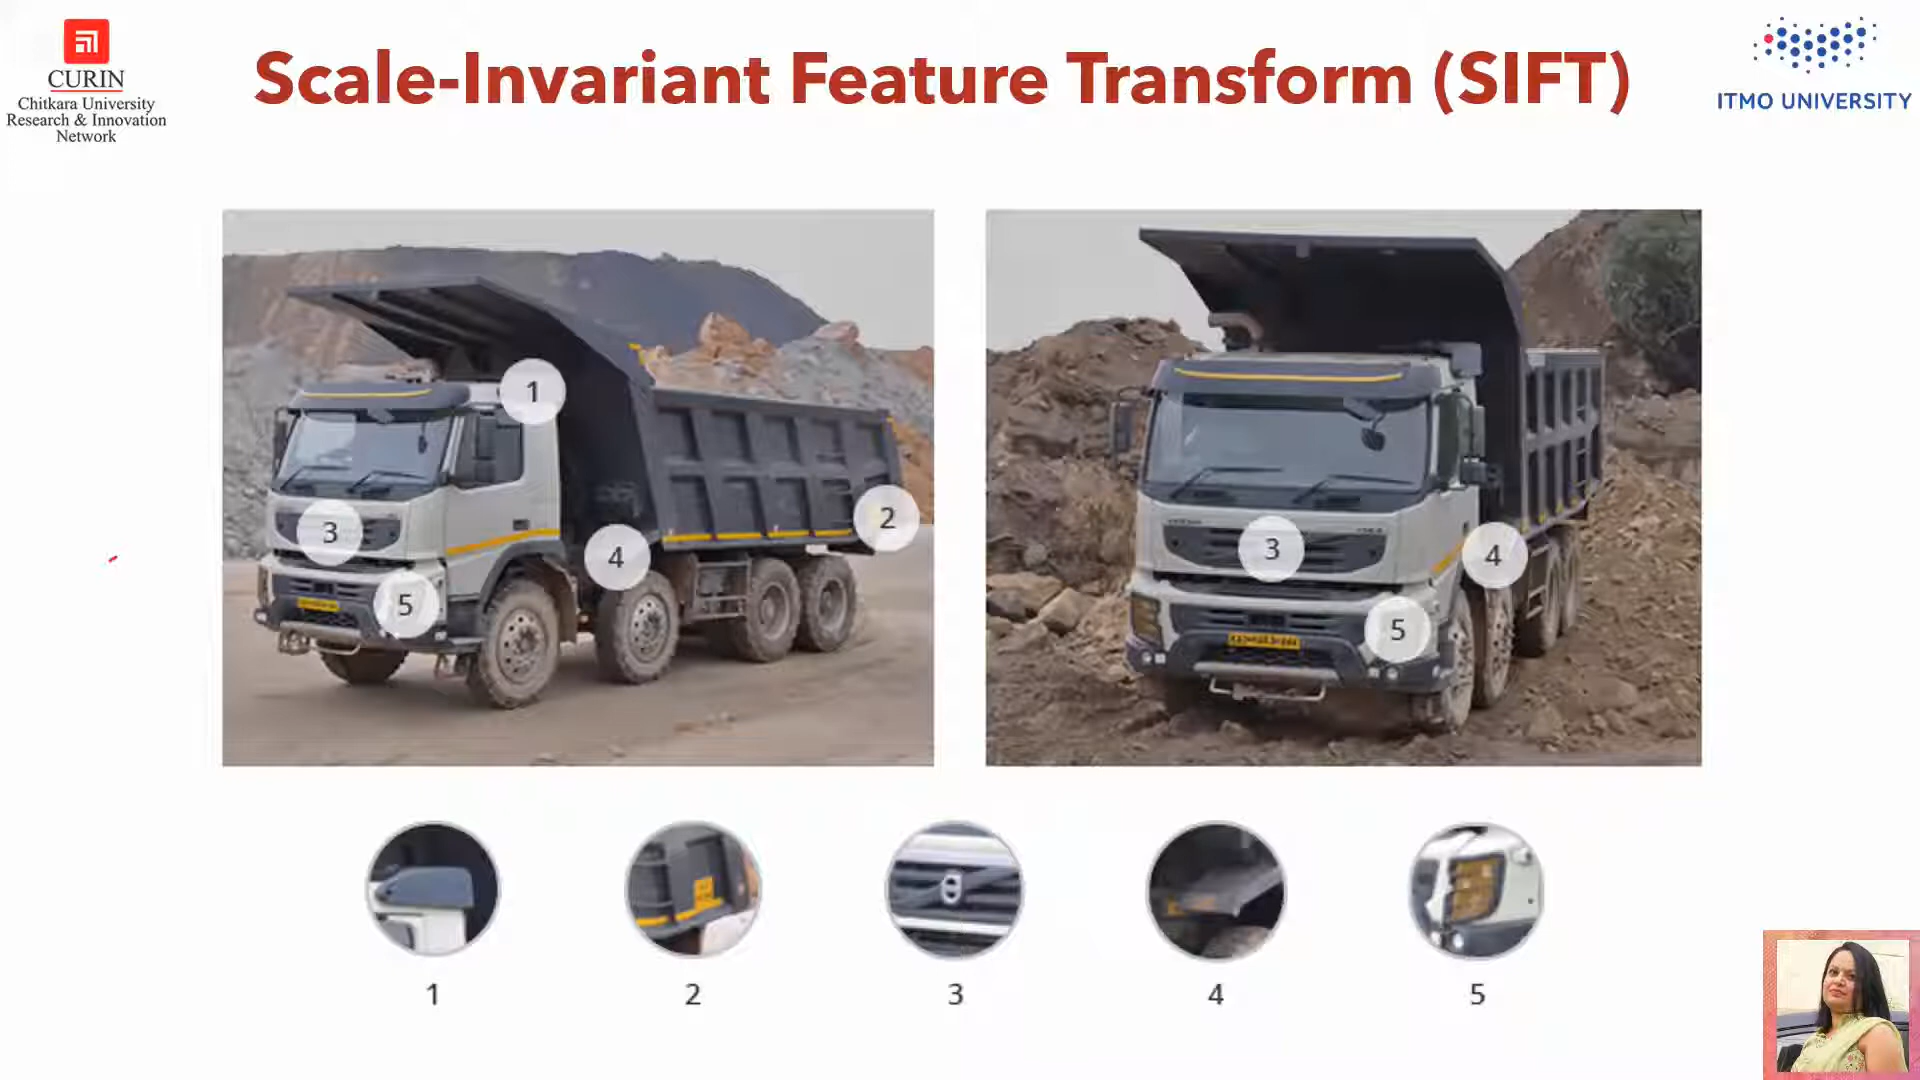 CURIN
Chitkara University
Research & Innovation
Network
Scale-Invariant Feature Transform (SIFT)
ITMO UNIVERSITY
1
2
3
4
5
3
4
5
1
2
3
4
5